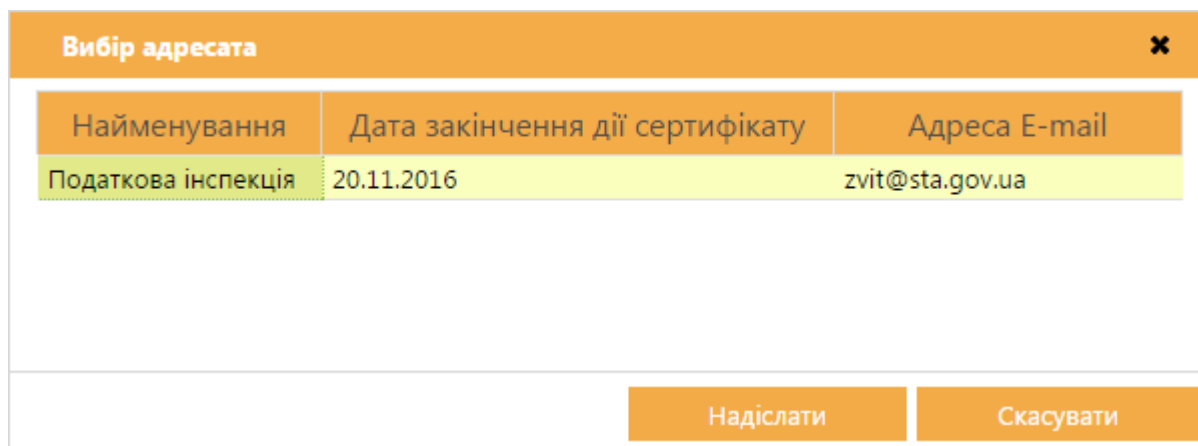 Вибір адресата
Найменування Дата закінчення дії сертифікату Адреса E-mail
Податкова інспекція 20.11.2016 zvit@sta.gov.ua
Надіслати Скасувати